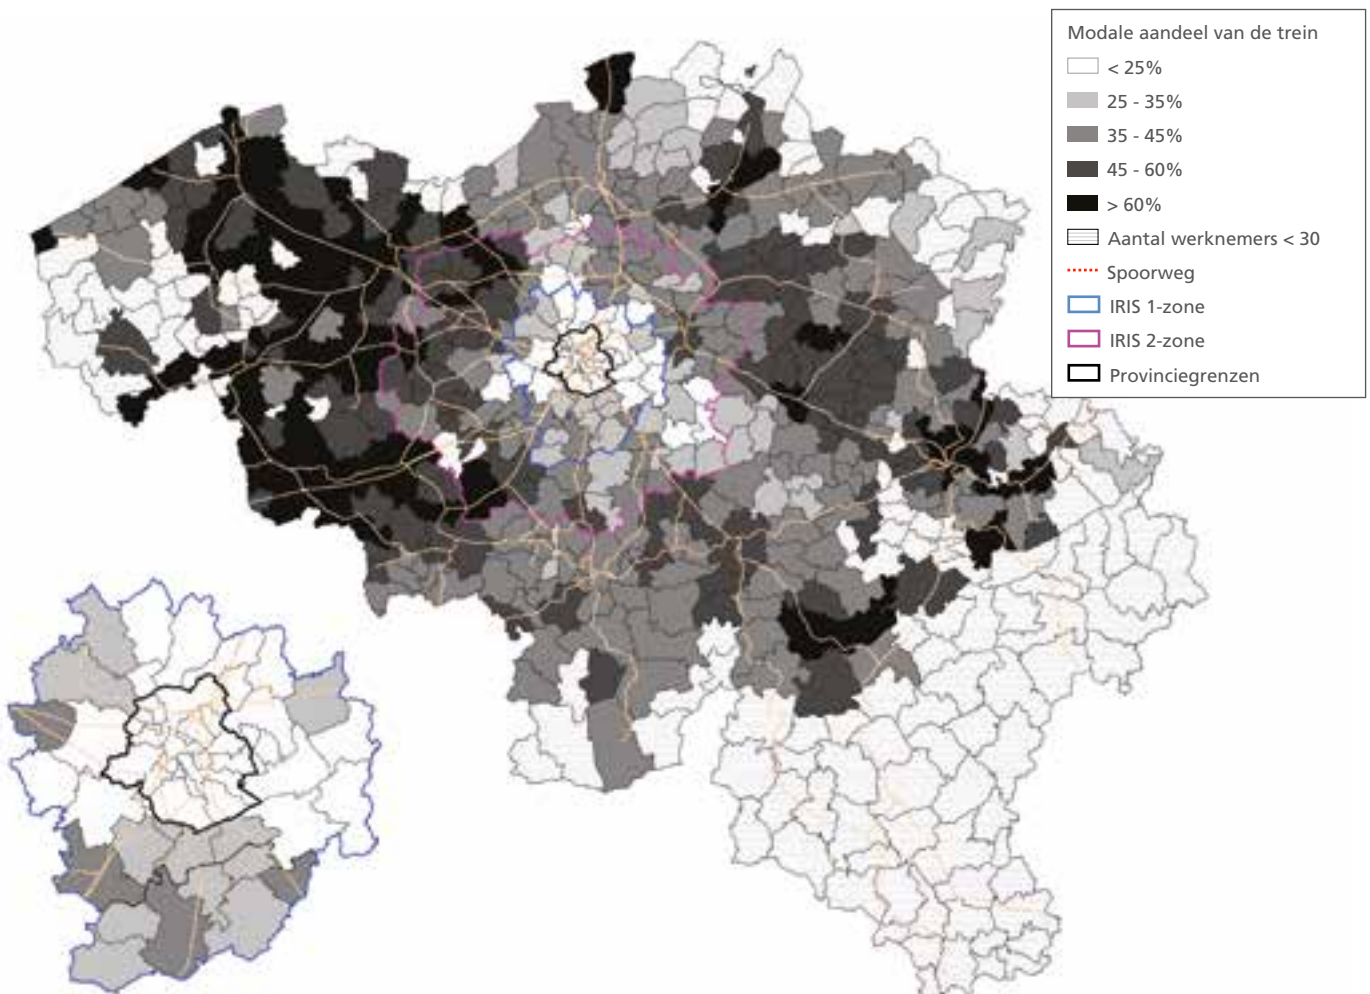 Modale aandeel van de trein
< 25%
25 - 35%
35 - 45%
45 - 60%
> 60%
Aantal werknemers < 30
Spoorweg
IRIS 1-zone
IRIS 2-zone
Provinciegrenzen